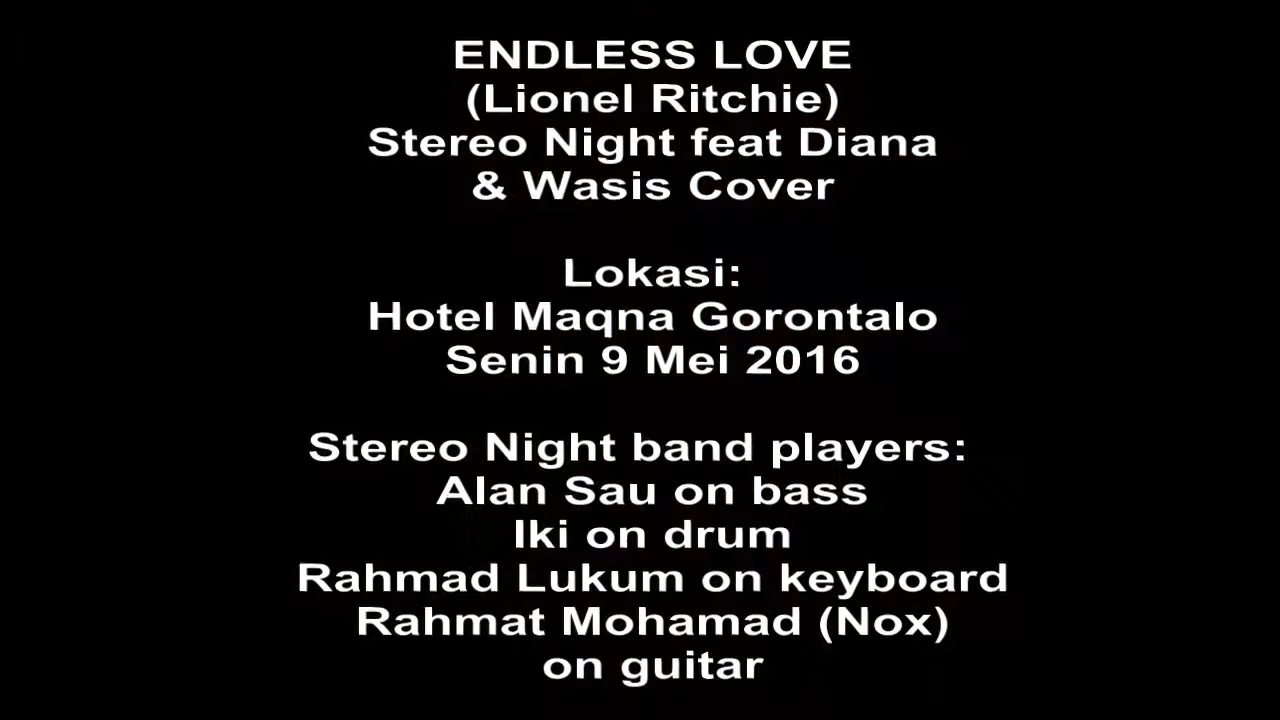 ENDLESS LOVE
(Lionel Ritchie)
Stereo Night feat Diana
& Wasis Cover
Lokasi:
Hotel Maqna Gorontalo
Senin 9 Mei 2016
Stereo Night band players:
Alan Sau on bass
Iki on drum
Rahmad Lukum on keyboard
Rahmat Mohamad (Nox)
on guitar